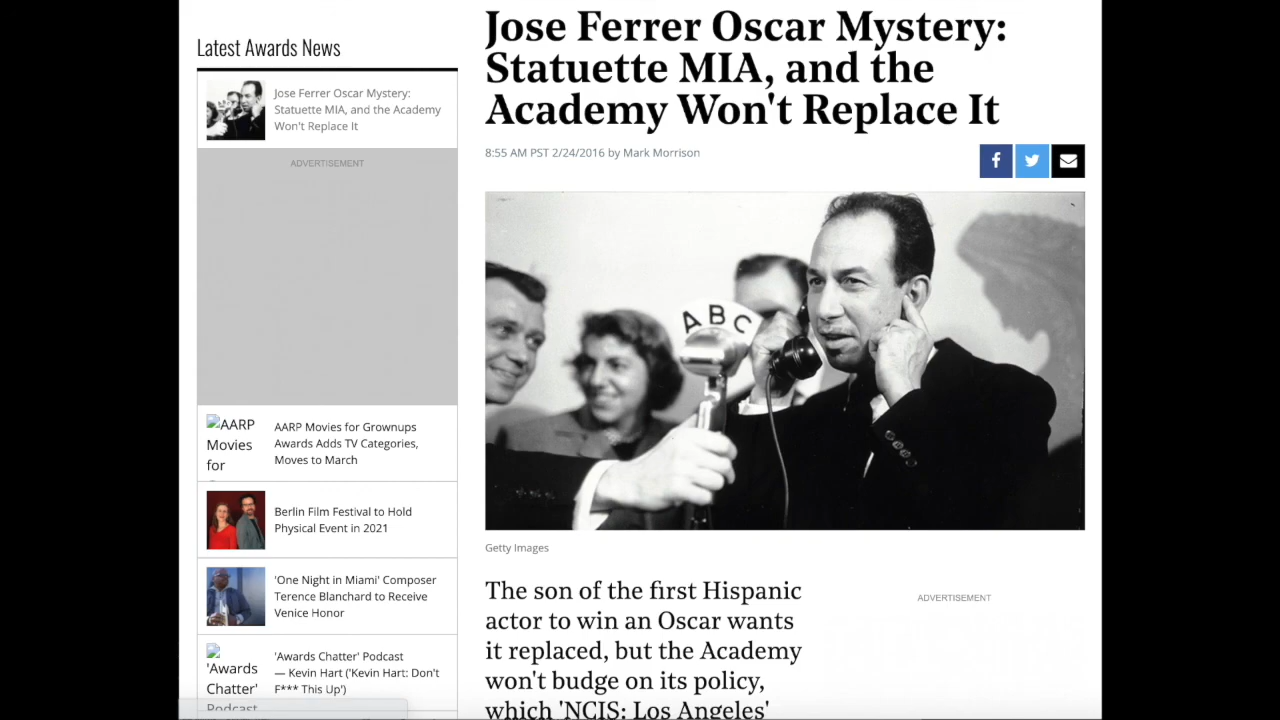 Latest Awards News
Jose Ferrer Oscar Mystery:
Statuette MIA, and the Academy
Won't Replace It
ADVERTISEMENT
AARP
Movies
for
AARP Movies for Grownups
Awards Adds TV Categories,
Moves to March
Berlin Film Festival to Hold
Physical Event in 2021
'One Night in Miami' Composer
Terence Blanchard to Receive
Venice Honor
'Awards
Chatter'
Podcast
'Awards Chatter' Podcast
— Kevin Hart ('Kevin Hart: Don't
F*** This Up')
Jose Ferrer Oscar Mystery:
Statuette MIA, and the
Academy Won't Replace It
8:55 AM PST 2/24/2016 by Mark Morrison
ABC
Getty Images
The son of the first Hispanic
actor to win an Oscar wants
it replaced, but the Academy
won't budge on its policy,
which 'NCIS: Los Angeles'
ADVERTISEMENT